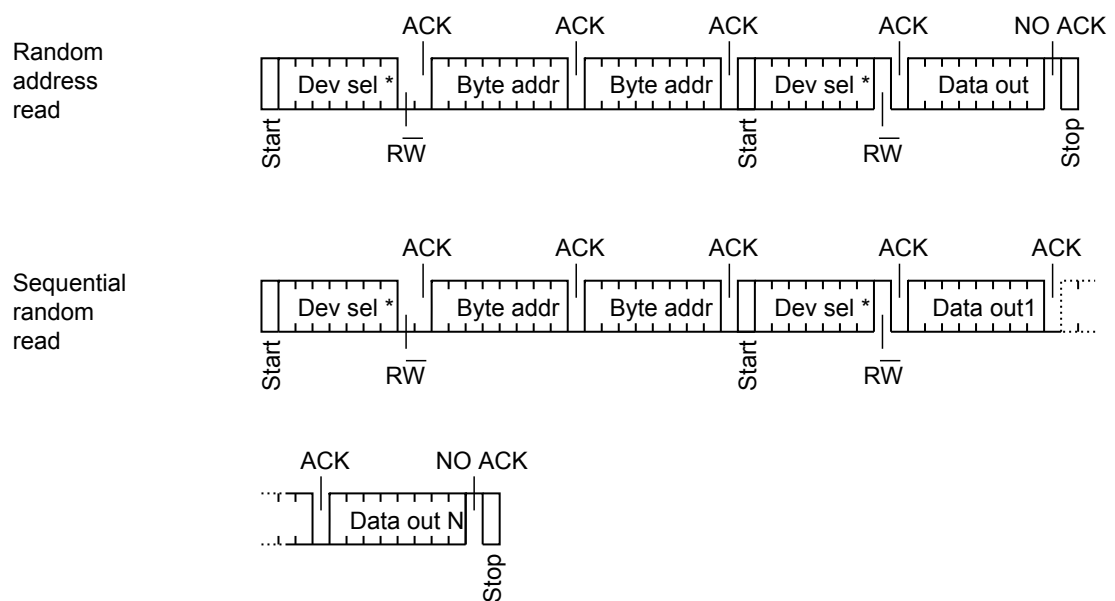 Random
address
read
ACK ACK ACK ACK NO ACK
Dev sel * Byte addr Byte addr Dev sel * Data out
Start RW̅ Start RW̅ Stop
Sequential
random
read
ACK ACK ACK ACK ACK
Dev sel * Byte addr Byte addr Dev sel * Data out1
Start RW̅ Start RW̅
ACK NO ACK
Data out N
Stop